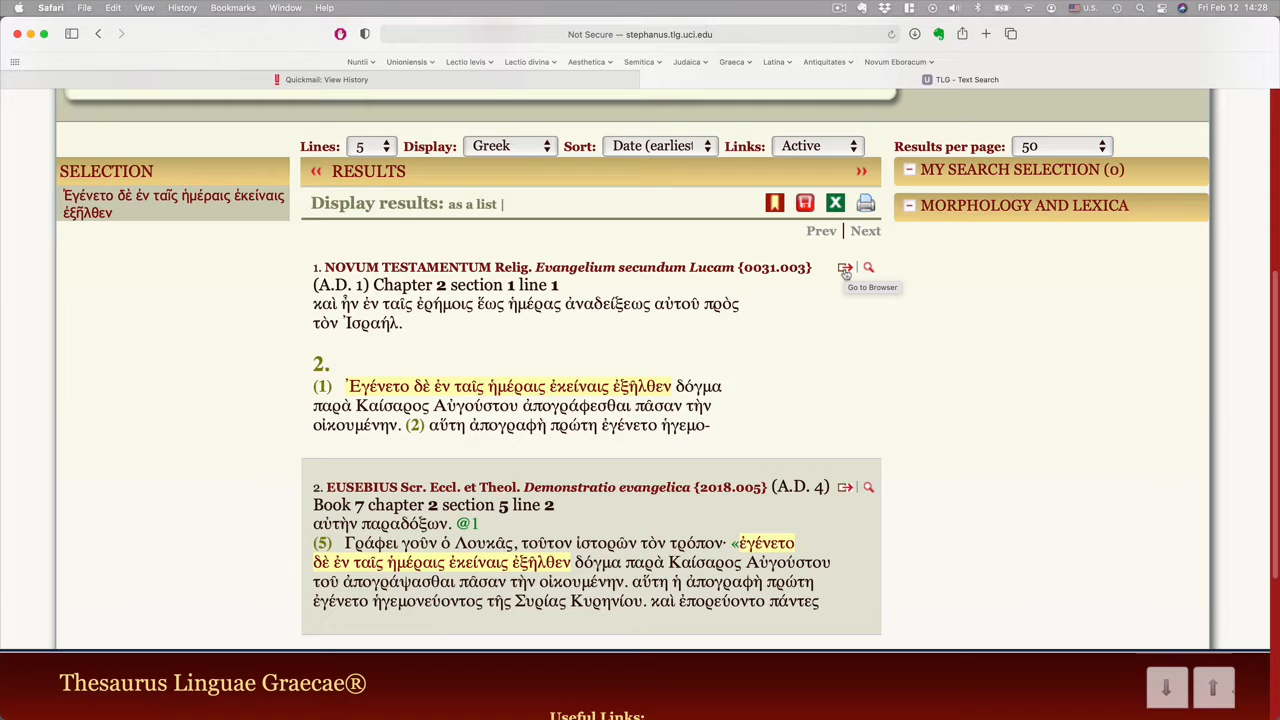 Safari File Edit View History Bookmarks Window Help U.S. Fri Feb 12 14:28
Not Secure — stephanus.tlg.uci.edu
Nuntii Unioniensis Lectio levis Lectio divina Aesthetica Semitica Judaica Graeca Latina Antiquitates Novum Eboracum
Quickmail: View History U TLG - Text Search
Lines: 5 Display: Greek Sort: Date (earlies Links: Active Results per page: 50
SELECTION
Ἐγένετο δὲ ἐν ταῖς ἡμέραις ἐκείναις
ἐξῆλθεν
RESULTS
Display results: as a list |
Prev | Next
1. NOVUM TESTAMENTUM Relig. Evangelium secundum Lucam {0031.003}
Go to Browser
(A.D. 1) Chapter 2 section 1 line 1
καὶ ἦν ἐν ταῖς ἐρήμοις ἕως ἡμέρας ἀναδείξεως αὐτοῦ πρὸς
τὸν Ἰσραήλ.
2.
(1) Ἐγένετο δὲ ἐν ταῖς ἡμέραις ἐκείναις ἐξῆλθεν δόγμα
παρὰ Καίσαρος Αὐγούστου ἀπογράφεσθαι πᾶσαν τὴν
οἰκουμένην. (2) αὕτη ἀπογραφὴ πρώτη ἐγένετο ἡγεμο-
2. EUSEBIUS Scr. Eccl. et Theol. Demonstratio evangelica {2018.005} (A.D. 4)
Book 7 chapter 2 section 5 line 2
αὐτὴν παραδόξων. @1
(5) Γράφει γοῦν ὁ Λουκᾶς, τοῦτον ἱστορῶν τὸν τρόπον· «ἐγένετο
δὲ ἐν ταῖς ἡμέραις ἐκείναις ἐξῆλθεν δόγμα παρὰ Καίσαρος Αὐγούστου
τοῦ ἀπογράψασθαι πᾶσαν τὴν οἰκουμένην. αὕτη ἡ ἀπογραφὴ πρώτη
ἐγένετο ἡγεμονεύοντος τῆς Συρίας Κυρηνίου. καὶ ἐπορεύοντο πάντες
MY SEARCH SELECTION (0)
MORPHOLOGY AND LEXICA
Thesaurus Linguae Graecae®
Useful Links: